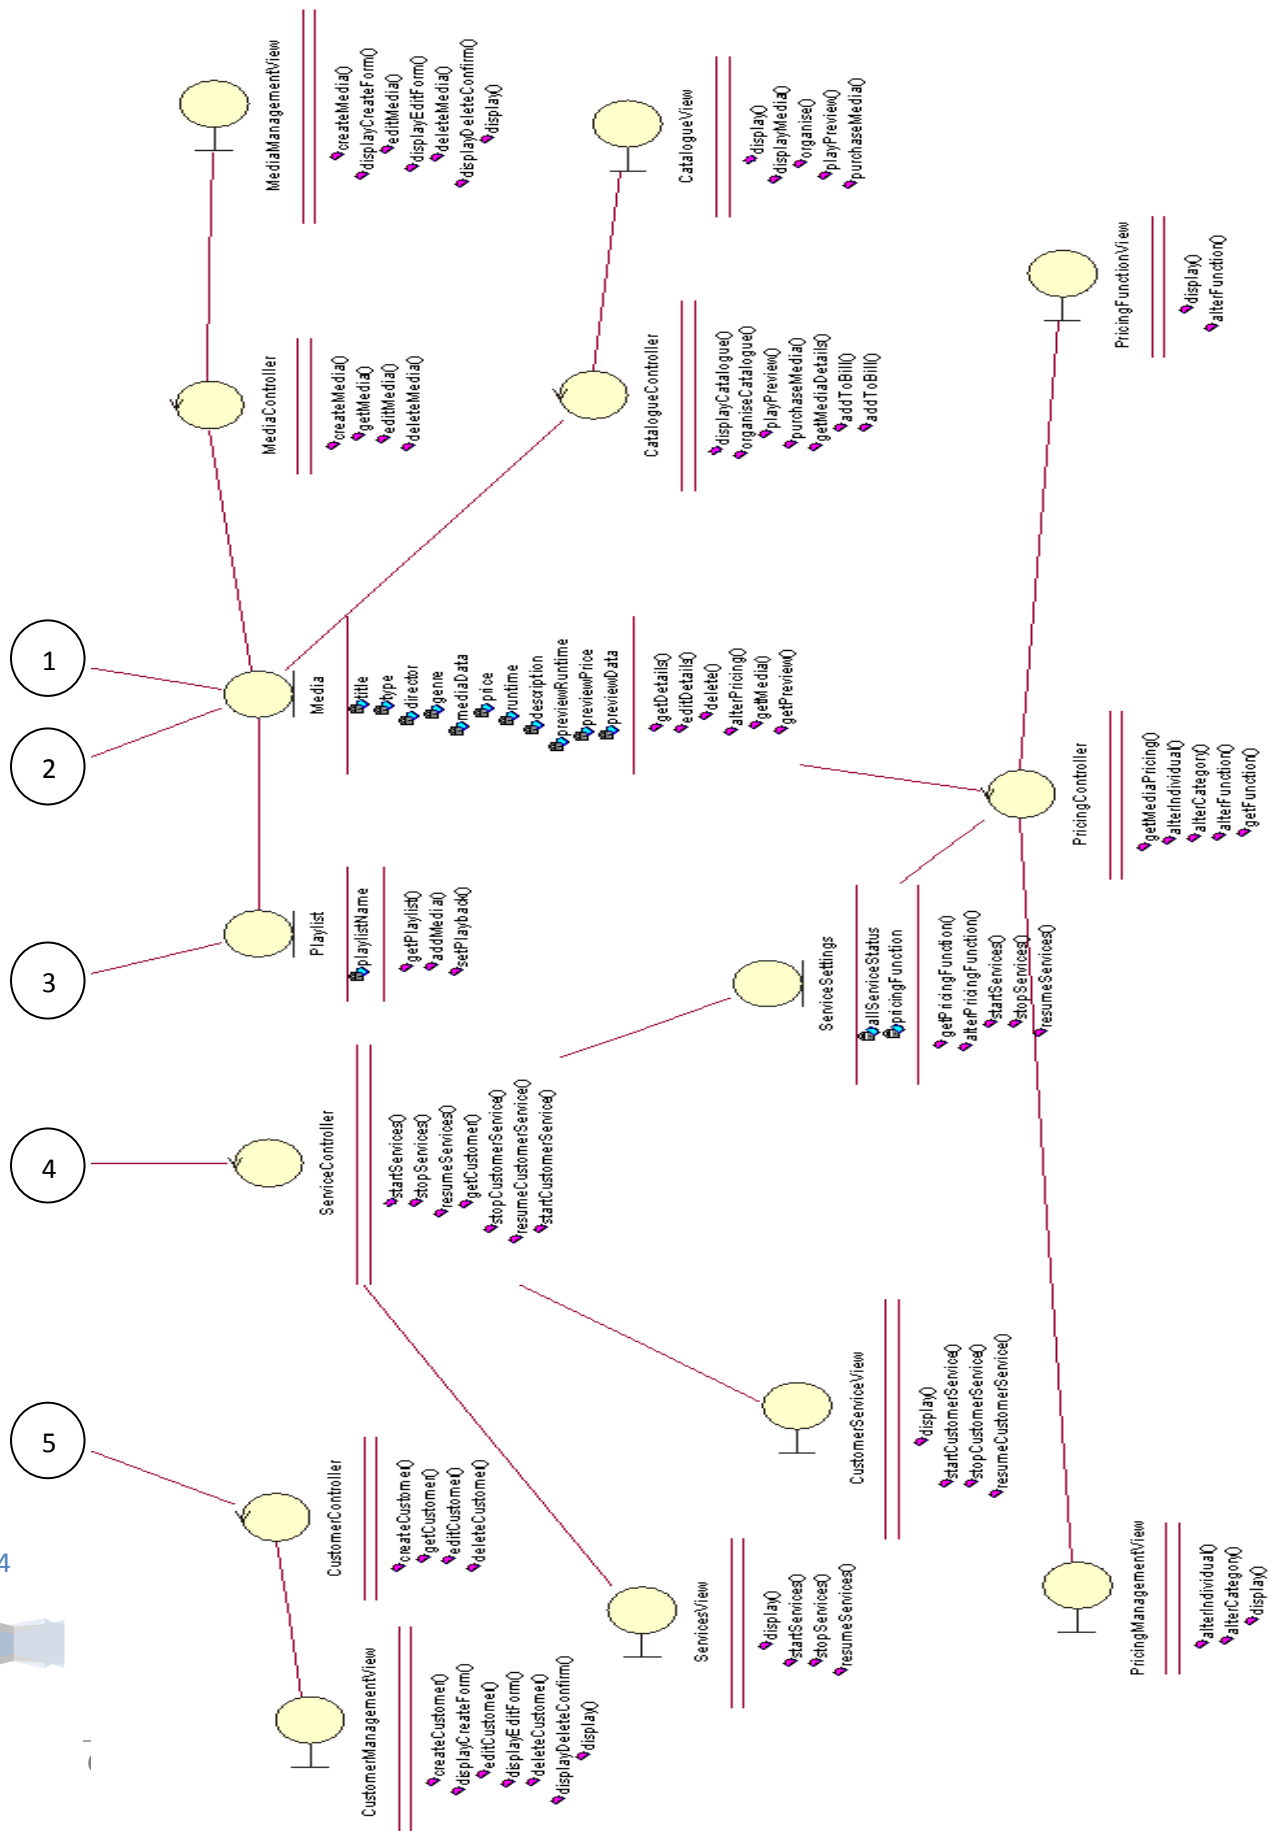 MediaManagementView
createMedia()
displayCreateForm()
editMedia()
displayEditForm()
deleteMedia()
displayDeleteConfirm()
display()
CatalogueView
display()
displayMedia()
organise()
playPreview()
purchaseMedia()
PricingFunctionView
display()
alterFunction()
MediaController
createMedia()
getMedia()
editMedia()
deleteMedia()
CatalogueController
displayCatalogue()
organiseCatalogue()
playPreview()
purchaseMedia()
getMediaDetails()
addToBill()
addToBill()
1
2
Media
title
type
director
genre
mediaData
price
runtime
description
previewRuntime
previewPrice
previewData
getDetails()
editDetails()
delete()
alterPricing()
getMedia()
getPreview()
PricingController
getMediaPricing()
alterIndividual()
alterCategory()
alterFunction()
getFunction()
3
Playlist
playlistName
getPlaylist()
addMedia()
setPlayback()
ServiceSettings
allServiceStatus
pricingFunction
getPricingFunction()
alterPricingFunction()
startServices()
stopServices()
resumeServices()
4
ServiceController
startServices()
stopServices()
resumeServices()
getCustomer()
stopCustomerService()
resumeCustomerService()
startCustomerService()
CustomerServiceView
display()
startCustomerService()
stopCustomerService()
resumeCustomerService()
5
CustomerController
createCustomer()
getCustomer()
editCustomer()
deleteCustomer()
ServicesView
display()
startServices()
stopServices()
resumeServices()
PricingManagementView
alterIndividual()
alterCategory()
display()
CustomerManagementView
createCustomer()
displayCreateForm()
editCustomer()
displayEditForm()
deleteCustomer()
displayDeleteConfirm()
display()
4